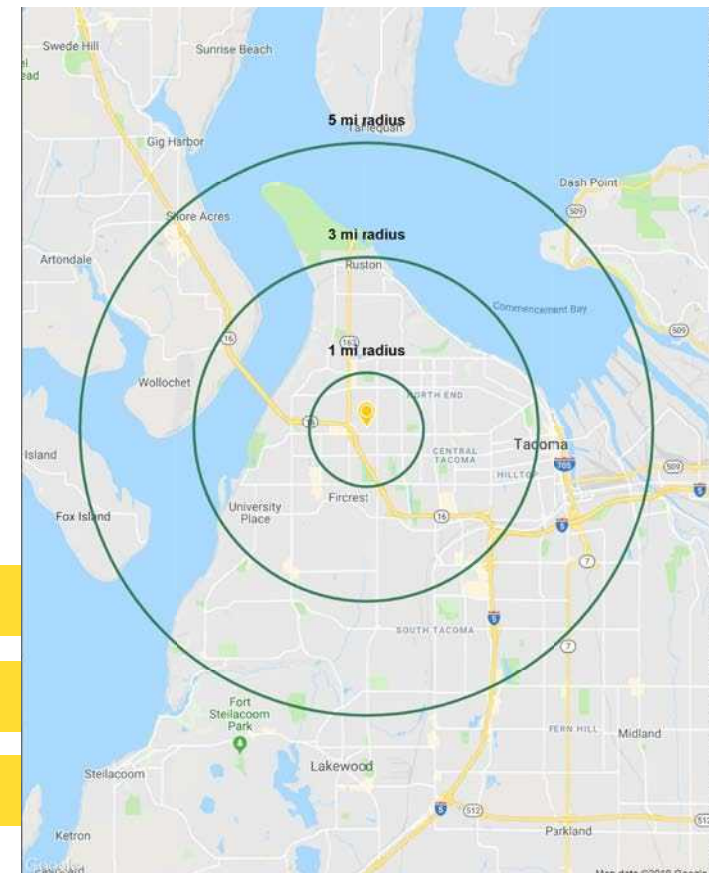 Swede Hill
Sunrise Beach
5 mi radius
Tahlequah
Gig Harbor
Dash Point
509
Shore Acres
3 mi radius
Artondale
Ruston
Commencement Bay
509
16
163
1 mi radius
Wollochet
NORTH END
16
Tacoma
CENTRAL
TACOMA
Island
705
509
HILLTOP
Fircrest
5
University
Place
Fox Island
16
5
7
5
SOUTH TACOMA
7
Fort
Steilacoom
Park
FERN HILL
Midland
Lakewood
Steilacoom
5
512
512
Parkland
Ketron
Google